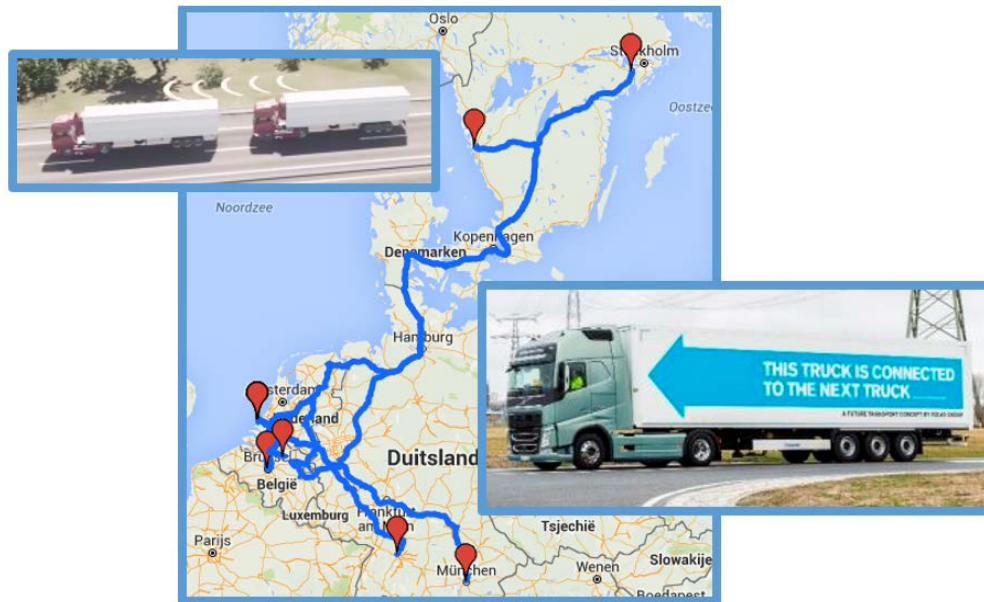 Oslo
Stockholm
Oostzee
Noordzee
Kopenhagen
Denemarken
Hamburg
Amsterdam
Nederland
Brussel
Duitsland
België
Luxemburg
Frankfurt
am Main
Parijs
Tsjechië
München
Wenen
Slowakije
Boedapest
THIS TRUCK IS CONNECTED
TO THE NEXT TRUCK
A FUTURE TRANSPORT CONCEPT BY VOLVO GROUP